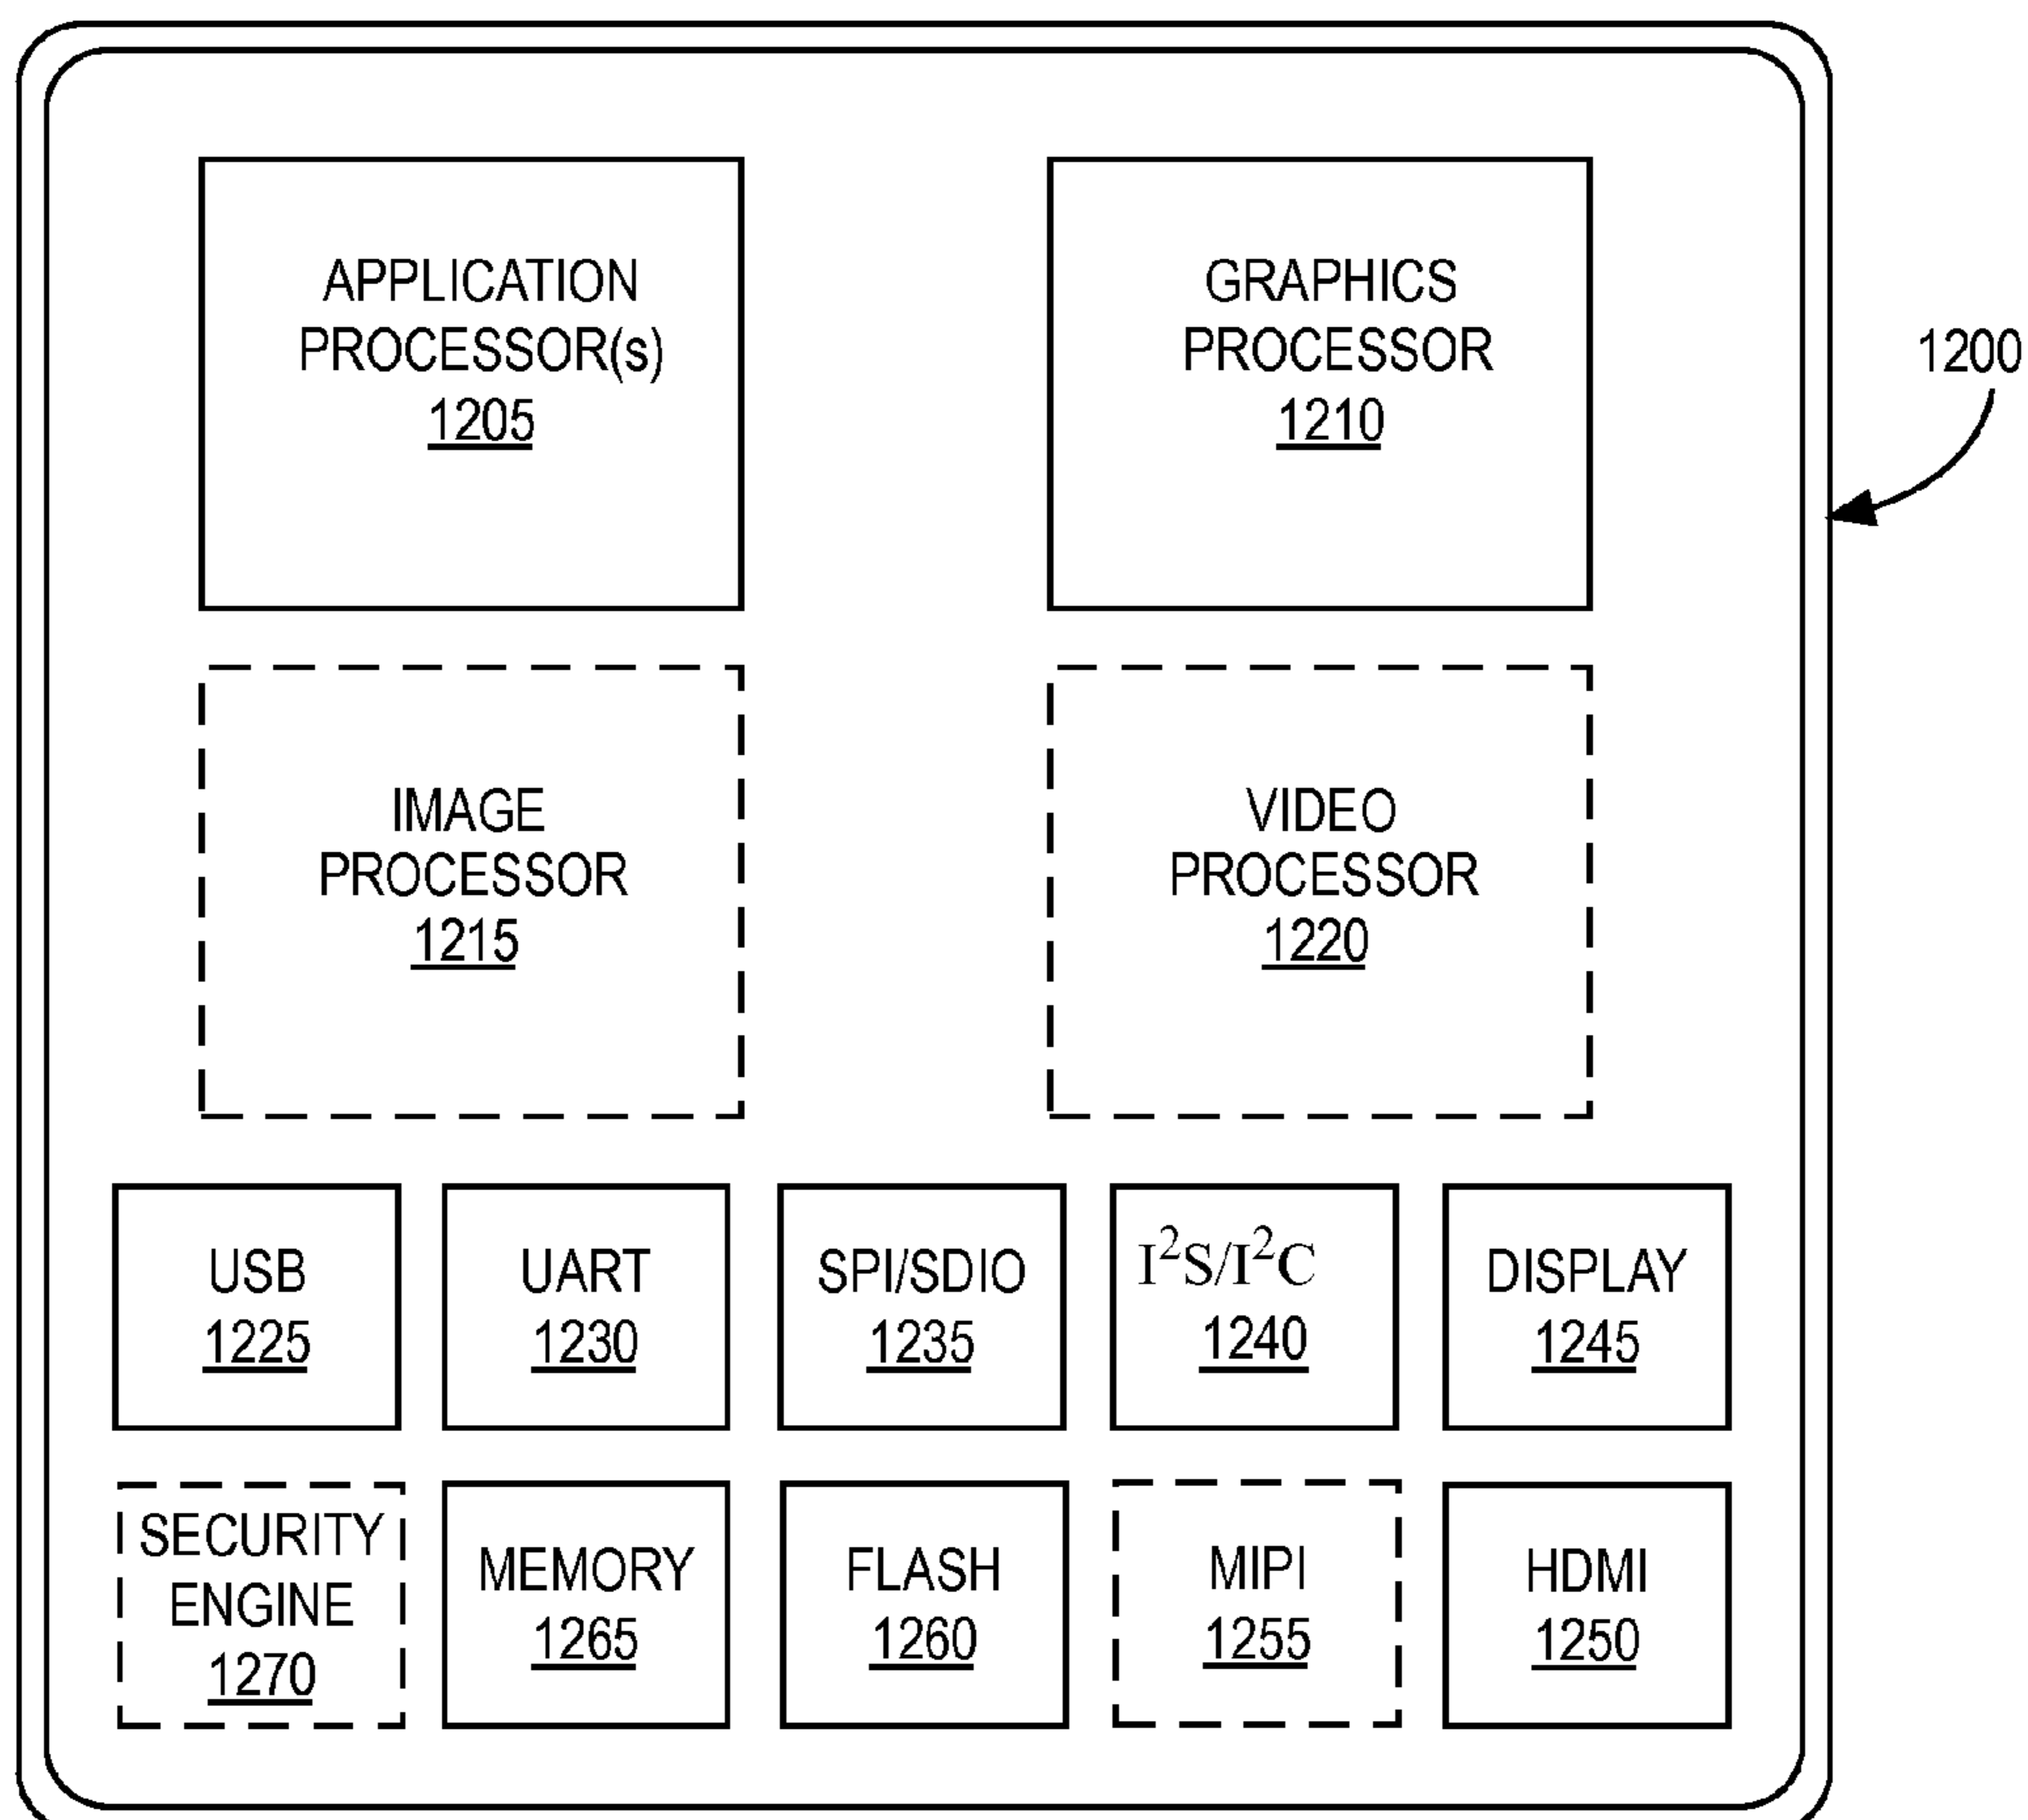 APPLICATION
PROCESSOR(s)
1205
GRAPHICS
PROCESSOR
1210
1200
IMAGE
PROCESSOR
1215
VIDEO
PROCESSOR
1220
USB
1225
UART
1230
SPI/SDIO
1235
I²S/I²C
1240
DISPLAY
1245
SECURITY
ENGINE
1270
MEMORY
1265
FLASH
1260
MIPI
1255
HDMI
1250